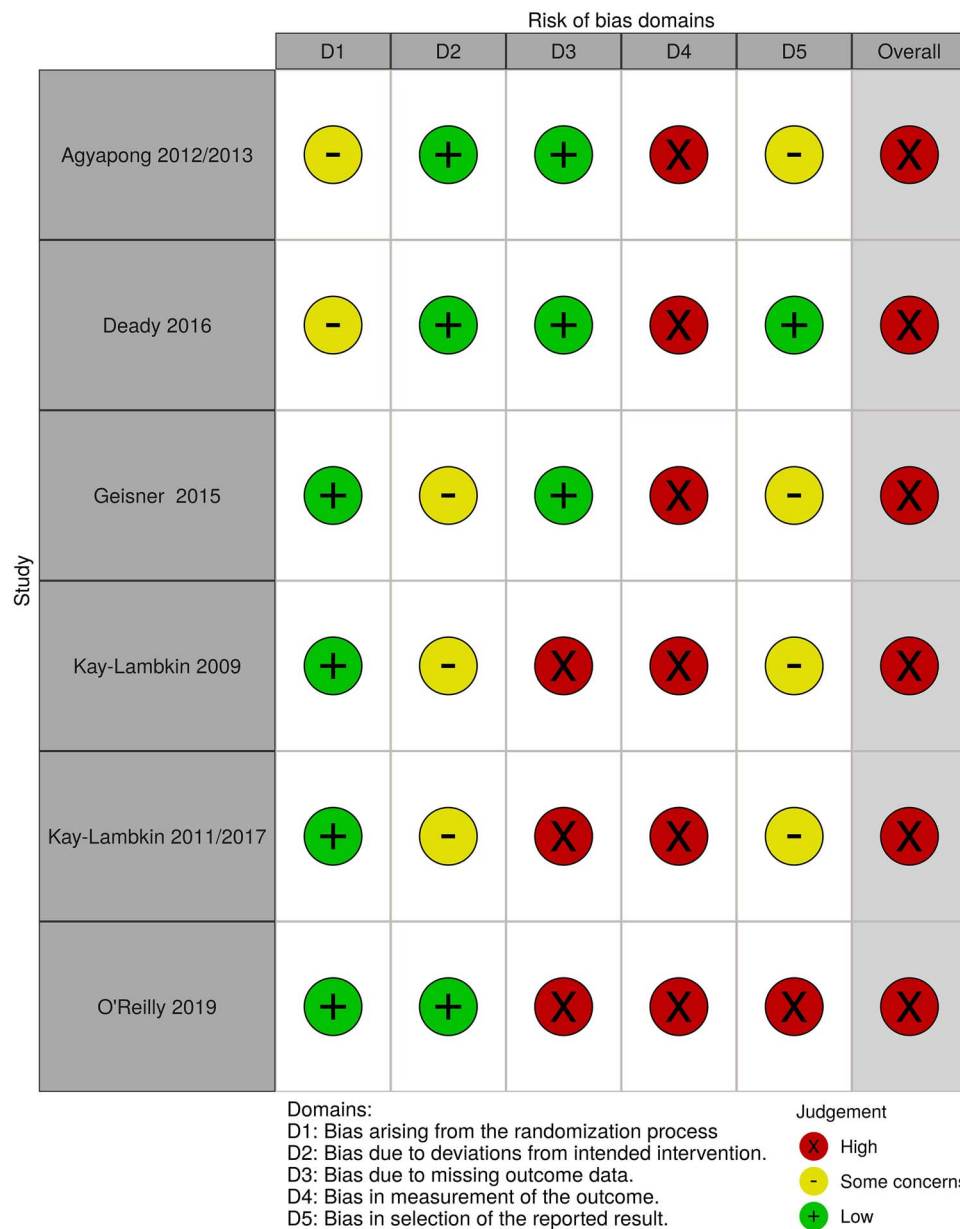 Risk of bias domains
D1 D2 D3 D4 D5 Overall
Study
Agyapong 2012/2013 - + + X - X
Deady 2016 - + + X + X
Geisner 2015 + - + X - X
Kay-Lambkin 2009 + - X X - X
Kay-Lambkin 2011/2017 + - X X - X
O'Reilly 2019 + + X X X X
Domains:
D1: Bias arising from the randomization process
D2: Bias due to deviations from intended intervention.
D3: Bias due to missing outcome data.
D4: Bias in measurement of the outcome.
D5: Bias in selection of the reported result.
Judgement
X High
- Some concerns
+ Low